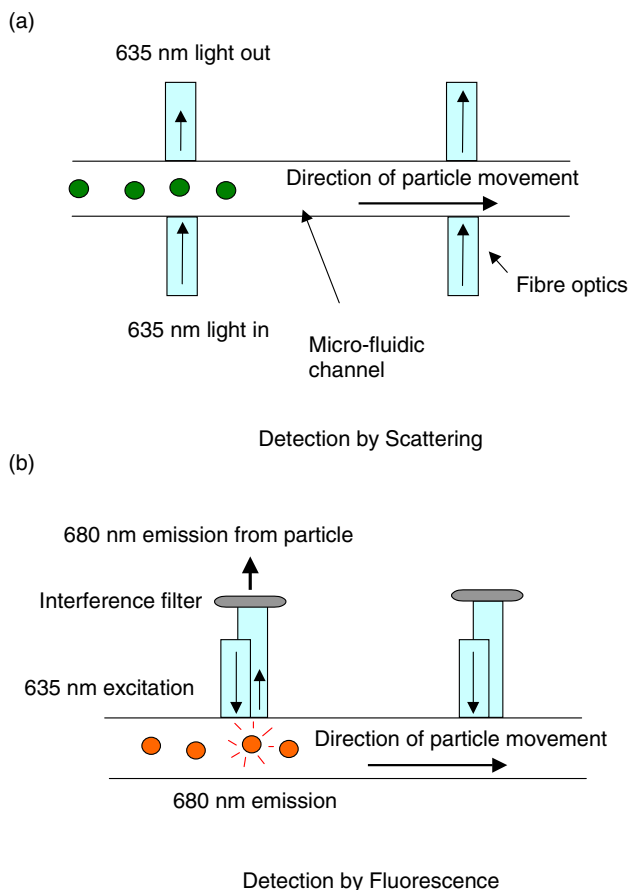 (a)
635 nm light out
Direction of particle movement
Fibre optics
635 nm light in
Micro-fluidic
channel
Detection by Scattering
(b)
680 nm emission from particle
Interference filter
635 nm excitation
Direction of particle movement
680 nm emission
Detection by Fluorescence